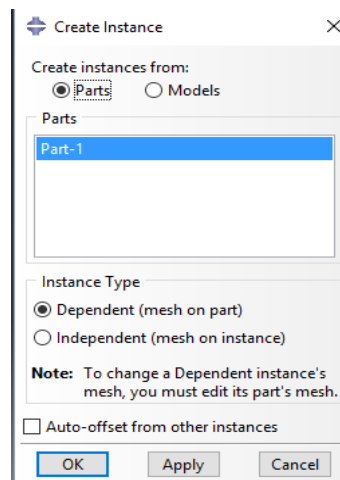 Create Instance
Create instances from:
Parts Models
Parts
Part-1
Instance Type
Dependent (mesh on part)
Independent (mesh on instance)
Note: To change a Dependent instance's
mesh, you must edit its part's mesh.
Auto-offset from other instances
OK Apply Cancel